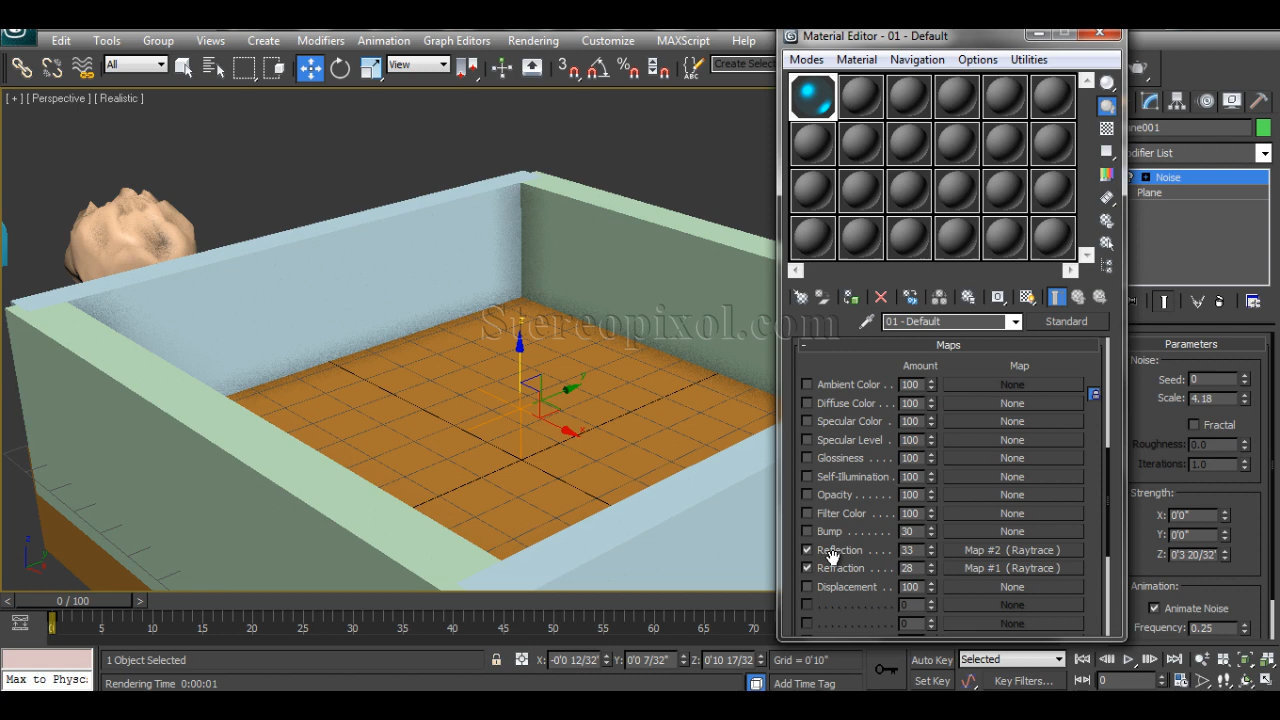 Material Editor - 01 - Default
Edit Tools Group Views Create Modifiers Animation Graph Editors Rendering Customize MAXScript Help
Modes Material Navigation Options Utilities
All View 3 ABC Create Selec
[ + ] [ Perspective ] [ Realistic ]
ne001
difier List
Noise
Plane
Stereopixol.com
01 - Default Standard
- Maps
Amount Map
Ambient Color . . 100 None
Diffuse Color . . . 100 None
Specular Color . 100 None
Specular Level . 100 None
Glossiness . . . . 100 None
Self-Illumination . 100 None
Opacity . . . . . . 100 None
Filter Color . . . 100 None
Bump . . . . . . . 30 None
Reflection . . . . 33 Map #2 ( Raytrace )
Refraction . . . . 28 Map #1 ( Raytrace )
Displacement . . 100 None
. . . . . . . . . . . 0 None
. . . . . . . . . . . 0 None
Parameters
Noise:
Seed: 0
Scale: 4.18
Fractal
Roughness: 0.0
Iterations: 1.0
Strength:
X: 0'0"
Y: 0'0"
Z: 0'3 20/32"
Animation:
Animate Noise
Frequency: 0.25
z y x
z y x
< 0 / 100 >
0 5 10 15 20 25 30 35 40 45 50 55 60 65 70
1 Object Selected X: -0'0 12/32" Y: 0'0 7/32" Z: 0'10 17/32" Grid = 0'10" Auto Key Selected
Max to Physc Rendering Time 0:00:01 Add Time Tag Set Key Key Filters... 0